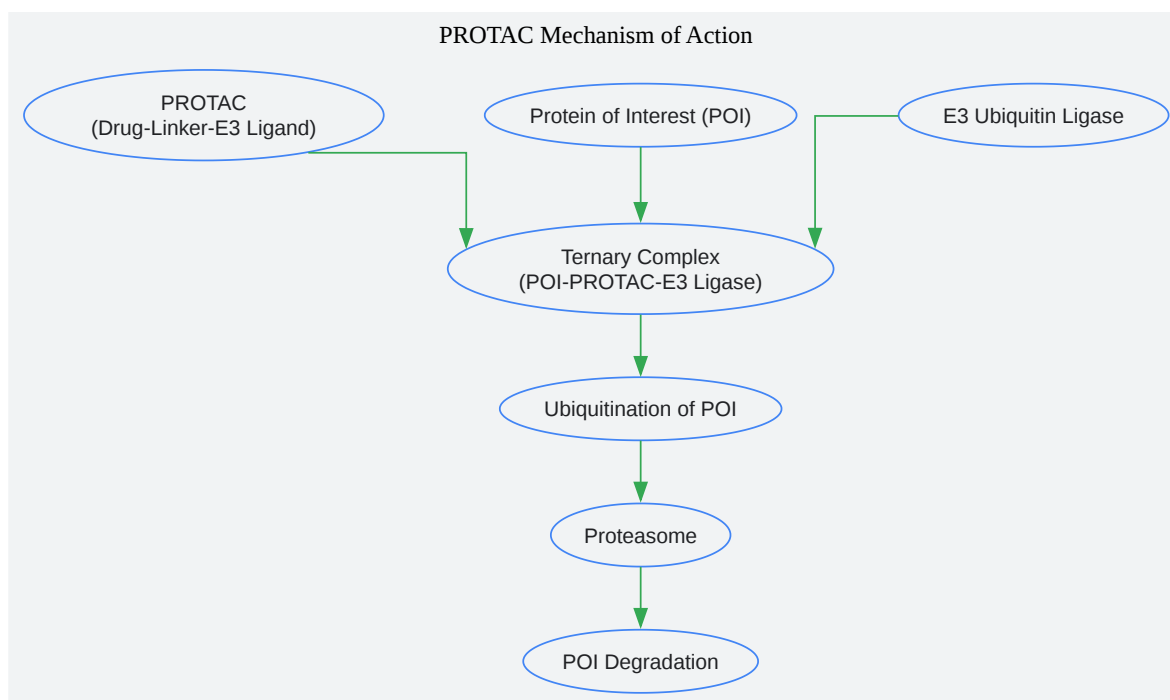 PROTAC Mechanism of Action
PROTAC
(Drug-Linker-E3 Ligand)
Protein of Interest (POI)
E3 Ubiquitin Ligase
Ternary Complex
(POI-PROTAC-E3 Ligase)
Ubiquitination of POI
Proteasome
POI Degradation